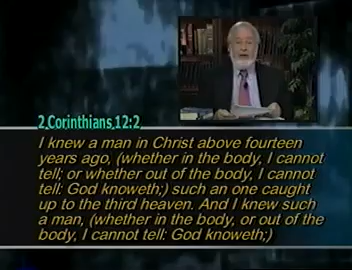 2 Corinthians 12:2
I knew a man in Christ above fourteen
years ago, (whether in the body, I cannot
tell; or whether out of the body, I cannot
tell: God knoweth;) such an one caught
up to the third heaven. And I knew such
a man, (whether in the body, or out of the
body, I cannot tell: God knoweth;)